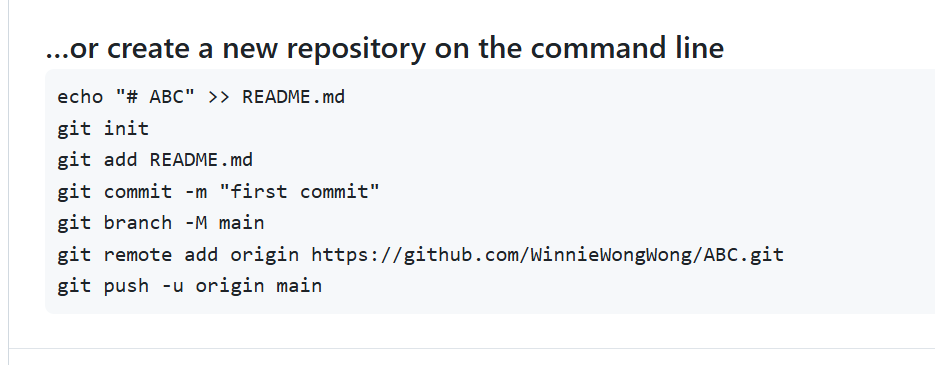 ...or create a new repository on the command line
echo "# ABC" >> README.md
git init
git add README.md
git commit -m "first commit"
git branch -M main
git remote add origin https://github.com/WinnieWongWong/ABC.git
git push -u origin main